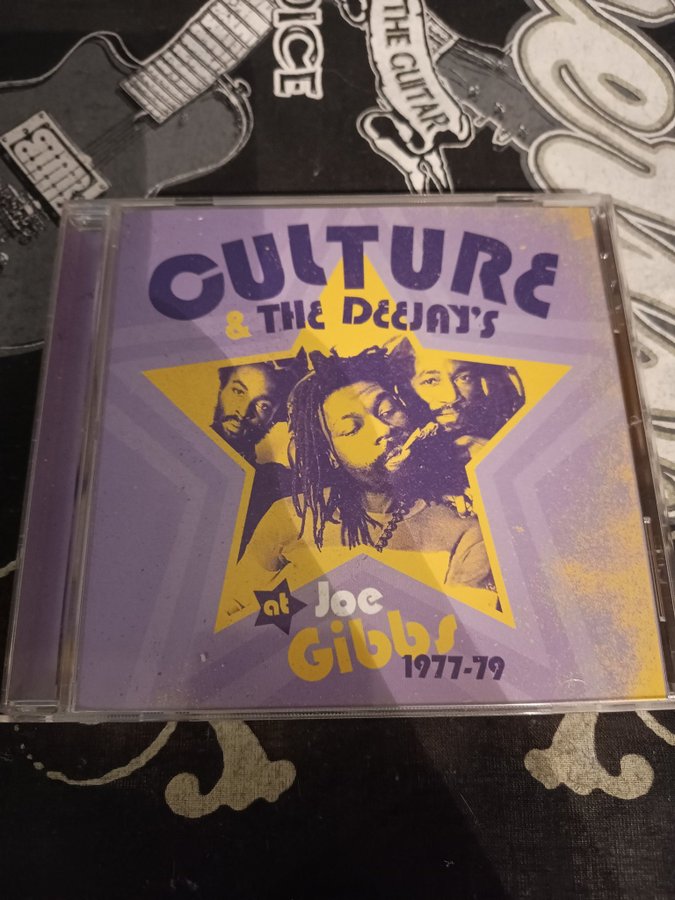 OICE
THE GUITAR
CULTURE
& THE DEEJAY'S
at Joe
Gibbs
1977-79